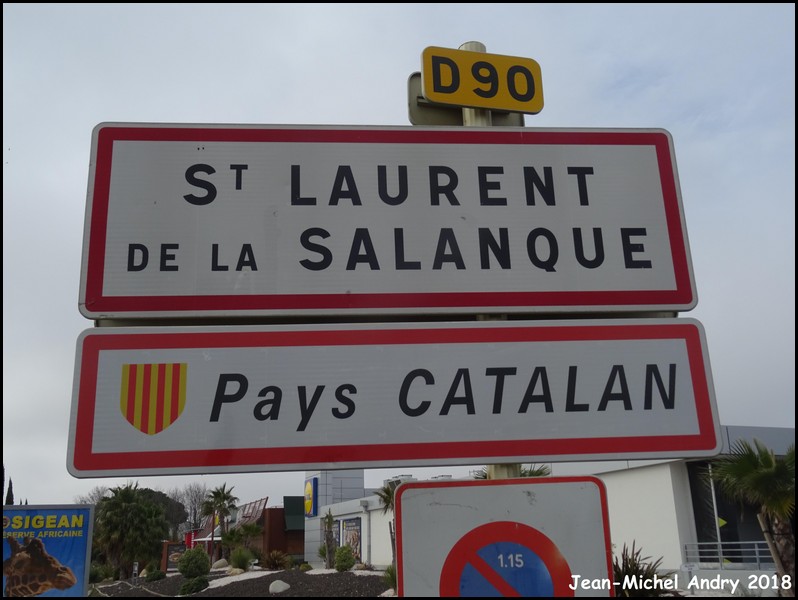 D90
ST LAURENT
DE LA SALANQUE
Pays CATALAN
SIGEAN
RÉSERVE AFRICAINE
1.15
Jean-Michel Andry 2018